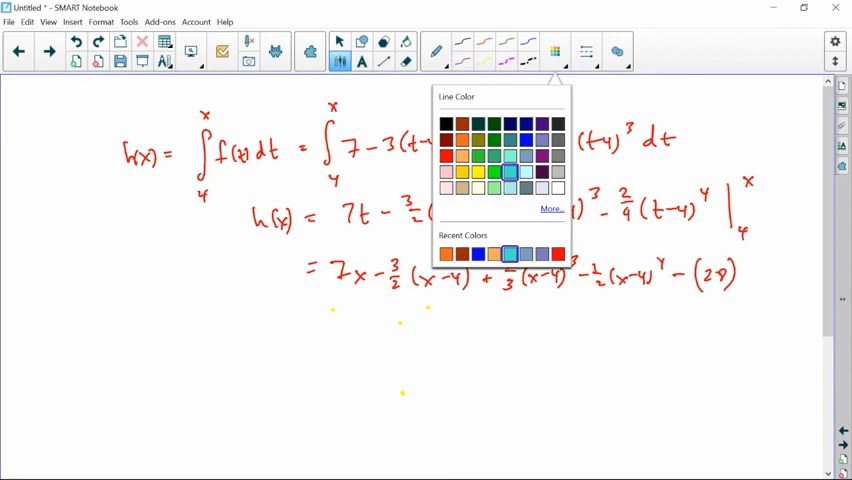 Untitled * - SMART Notebook
File Edit View Insert Format Tools Add-ons Account Help
Line Color
More...
Recent Colors
h(x) = ∫₄ˣ f(t) dt = ∫₄ˣ 7 - 3(t- (t-4)³ dt
h(x) = 7t - 3/2 ( )³ - 2/4 (t-4)⁴ |₄ˣ
= 7x - 3/2 (x-4) + /3 (x-4)³ - 1/2 (x-4)⁴ - (28)